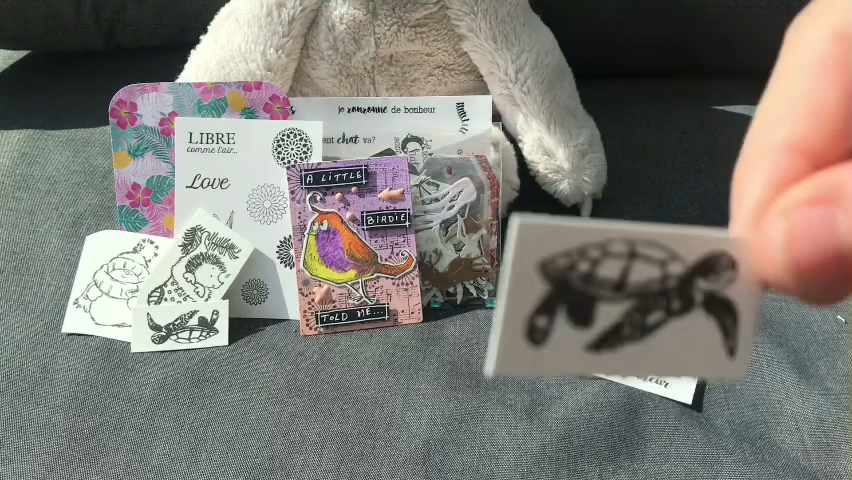 je ronronne de bonheur
LIBRE
comme l'air...
chat va?
Love
A LITTLE
BIRDIE
TOLD ME...